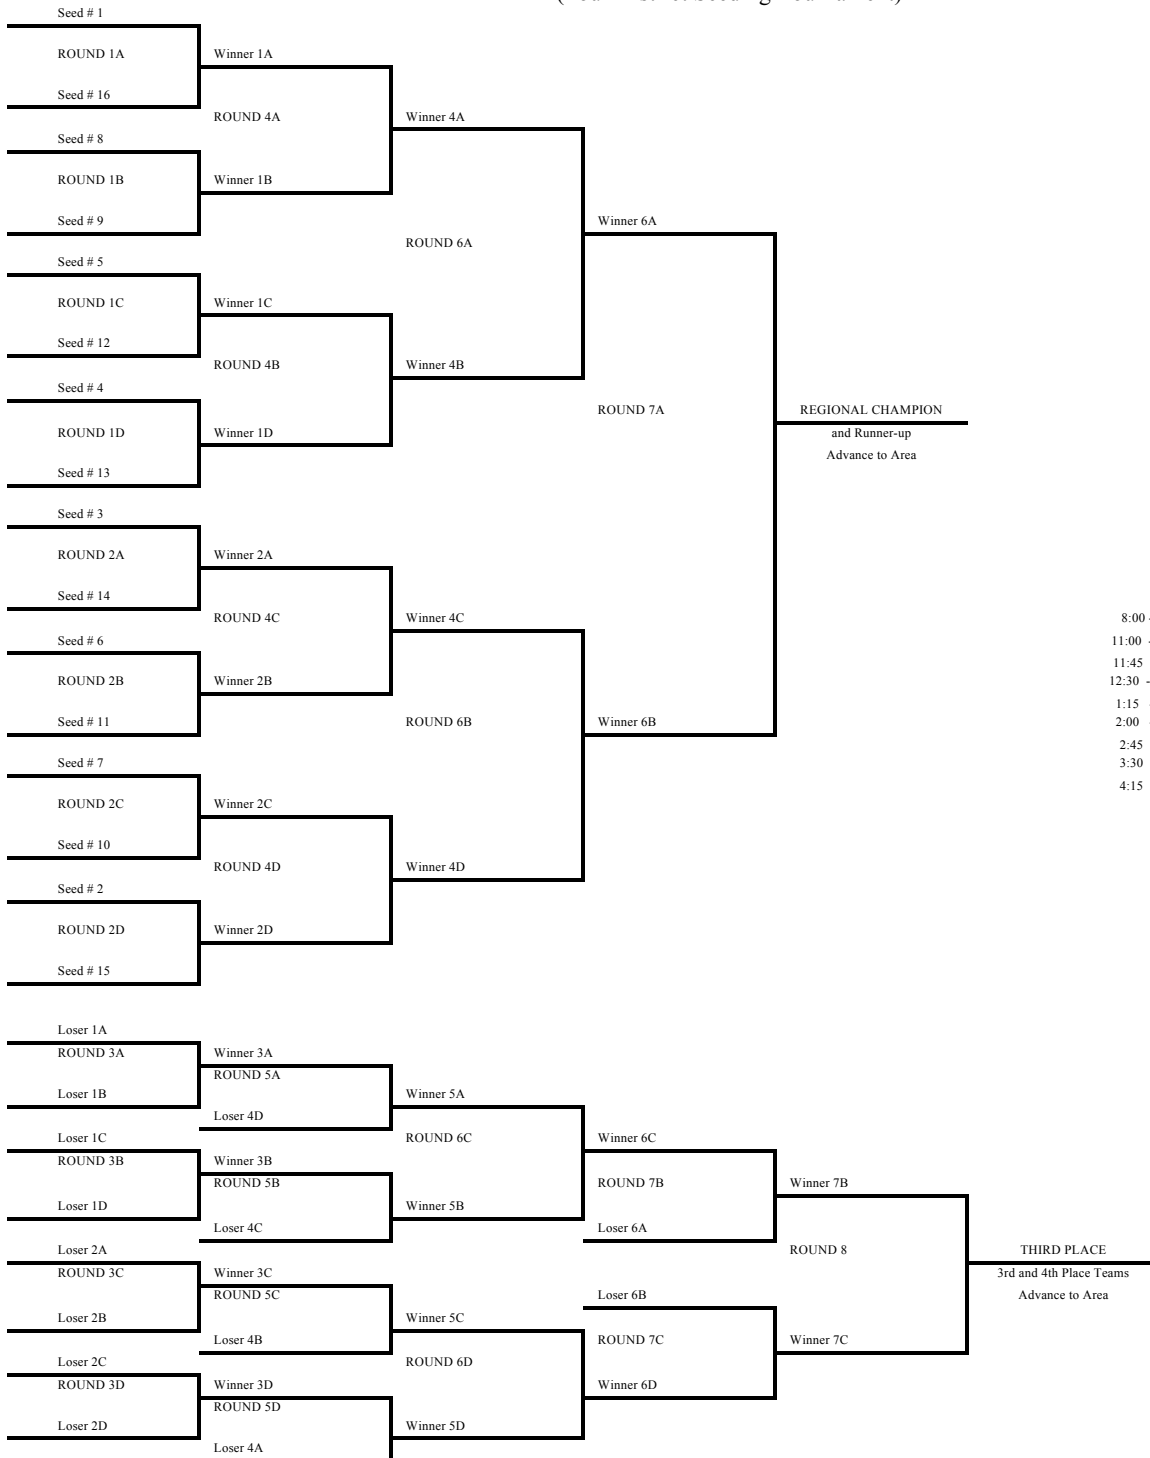 Seed # 1
ROUND 1A
Winner 1A
Seed # 16
ROUND 4A
Winner 4A
Seed # 8
ROUND 1B
Winner 1B
Seed # 9
Winner 6A
ROUND 6A
Seed # 5
ROUND 1C
Winner 1C
Seed # 12
ROUND 4B
Winner 4B
Seed # 4
ROUND 7A
REGIONAL CHAMPION
ROUND 1D
Winner 1D
and Runner-up
Advance to Area
Seed # 13
Seed # 3
ROUND 2A
Winner 2A
Seed # 14
ROUND 4C
Winner 4C
8:00 -
Seed # 6
11:00 -
11:45
ROUND 2B
Winner 2B
12:30 -
1:15
Seed # 11
ROUND 6B
Winner 6B
2:00
2:45
Seed # 7
3:30
4:15
ROUND 2C
Winner 2C
Seed # 10
ROUND 4D
Winner 4D
Seed # 2
ROUND 2D
Winner 2D
Seed # 15
Loser 1A
ROUND 3A
Winner 3A
ROUND 5A
Loser 1B
Winner 5A
Loser 4D
Loser 1C
ROUND 6C
Winner 6C
ROUND 3B
Winner 3B
ROUND 5B
ROUND 7B
Winner 7B
Loser 1D
Winner 5B
Loser 4C
Loser 6A
Loser 2A
ROUND 8
THIRD PLACE
ROUND 3C
Winner 3C
3rd and 4th Place Teams
ROUND 5C
Loser 6B
Advance to Area
Loser 2B
Winner 5C
Loser 4B
ROUND 7C
Winner 7C
Loser 2C
ROUND 6D
ROUND 3D
Winner 3D
Winner 6D
ROUND 5D
Loser 2D
Winner 5D
Loser 4A